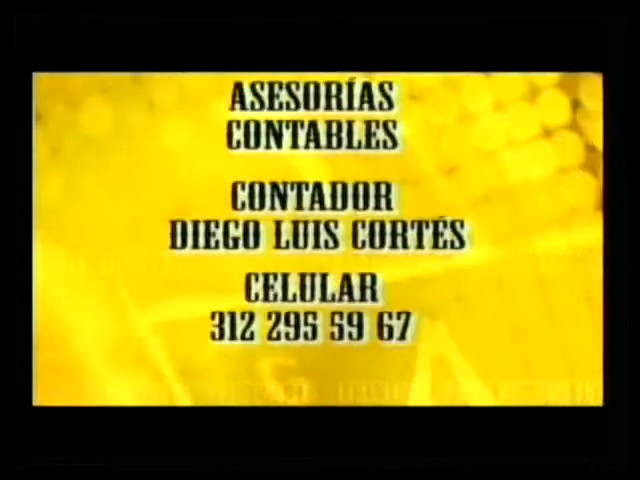 ASESORÍAS
CONTABLES
CONTADOR
DIEGO LUIS CORTÉS
CELULAR
312 295 59 67